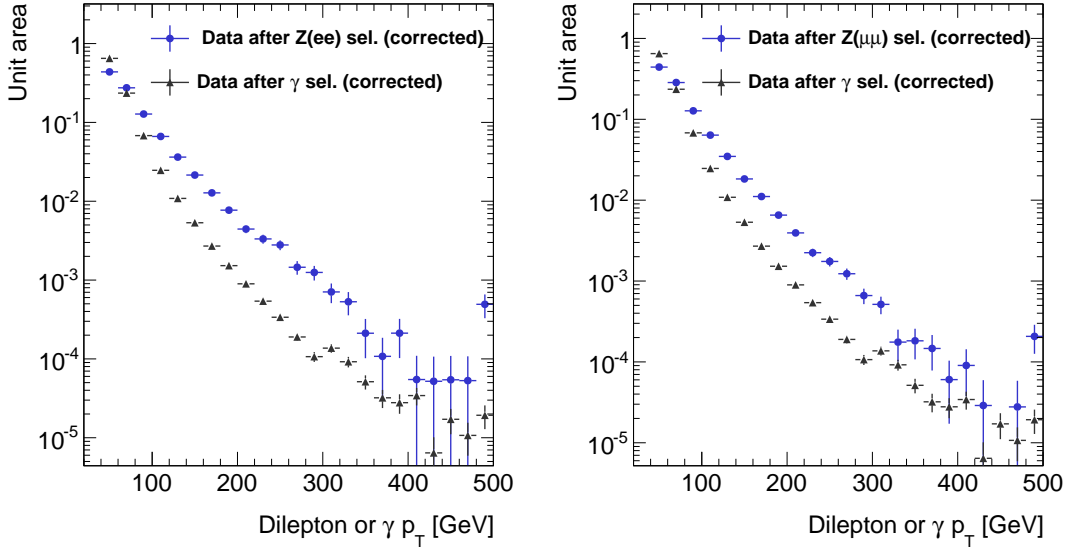 Unit area
Data after Z(ee) sel. (corrected)
Data after γ sel. (corrected)
1
10^-1
10^-2
10^-3
10^-4
10^-5
100 200 300 400 500
Dilepton or γ p_T [GeV]
Unit area
Data after Z(μμ) sel. (corrected)
Data after γ sel. (corrected)
1
10^-1
10^-2
10^-3
10^-4
10^-5
100 200 300 400 500
Dilepton or γ p_T [GeV]